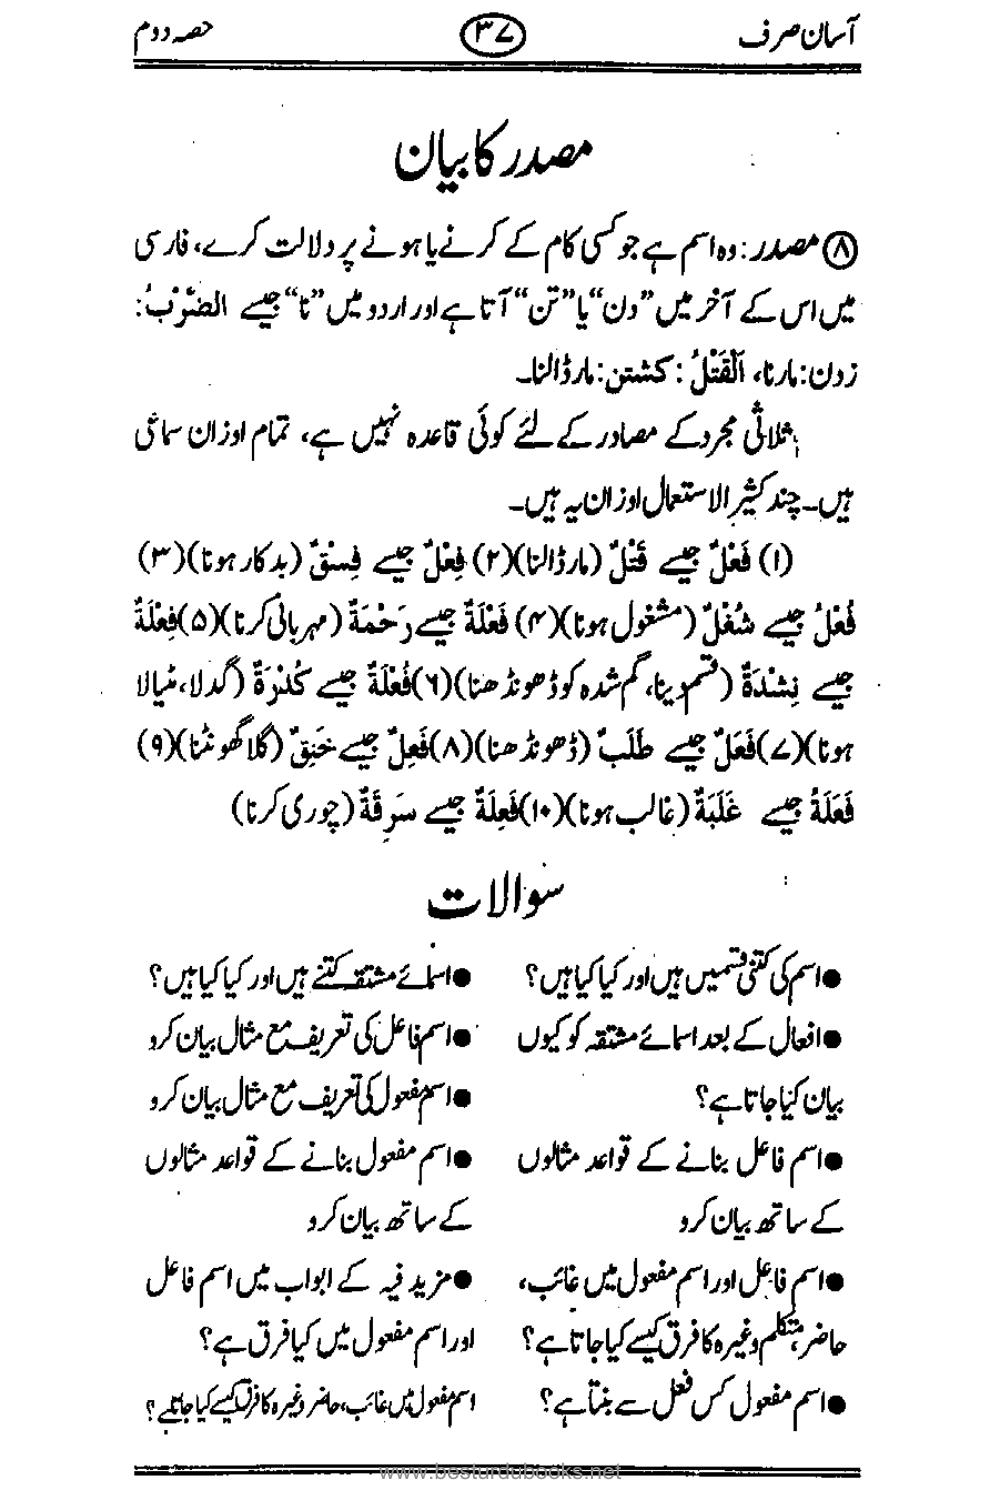 آسان صرف ۳۷ حصہ دوم
مصدر کا بیان
⑧ مصدر: وہ اسم ہے جو کسی کام کے کرنے یا ہونے پر دلالت کرے، فارسی
میں اس کے آخر میں ”دن“ یا ”تن“ آتا ہے اور اردو میں ”نا“ جیسے الضَّرْبُ:
زدن: مارنا، اَلْقَتْلُ: کشتن: مار ڈالنا۔
ثلاثی مجرد کے مصادر کے لئے کوئی قاعدہ نہیں ہے، تمام اوزان سماعی
ہیں۔ چند کثیر الاستعمال اوزان یہ ہیں۔
(۱) فَعْلٌ جیسے قَتْلٌ (مار ڈالنا) (۲) فِعْلٌ جیسے فِسْقٌ (بدکار ہونا) (۳)
فُعْلٌ جیسے شُغْلٌ (مشغول ہونا) (۴) فَعْلَةٌ جیسے رَحْمَةٌ (مہربانی کرنا) (۵) فِعْلَةٌ
جیسے نِشْدَةٌ (قسم دینا، گم شدہ کو ڈھونڈھنا) (۶) فُعْلَةٌ جیسے كُدْرَةٌ (گدلا، مٹیالا
ہونا) (۷) فَعَلٌ جیسے طَلَبٌ (ڈھونڈھنا) (۸) فَعِلٌ جیسے خَنِقٌ (گلا گھونٹنا) (۹)
فَعَلَةٌ جیسے غَلَبَةٌ (غالب ہونا) (۱۰) فَعِلَةٌ جیسے سَرِقَةٌ (چوری کرنا)
سوالات
● اسم کی کتنی قسمیں ہیں اور کیا کیا ہیں؟
● افعال کے بعد اسمائے مشتقہ کو کیوں
بیان کیا جاتا ہے؟
● اسم فاعل بنانے کے قواعد مثالوں
کے ساتھ بیان کرو
● اسم فاعل اور اسم مفعول میں غائب،
حاضر، متکلم وغیرہ کا فرق کیسے کیا جاتا ہے؟
● اسم مفعول کس فعل سے بنتا ہے؟
● اسمائے مشتقہ کتنے ہیں اور کیا کیا ہیں؟
● اسم فاعل کی تعریف مع مثال بیان کرو
● اسم مفعول کی تعریف مع مثال بیان کرو
● اسم مفعول بنانے کے قواعد مثالوں
کے ساتھ بیان کرو
● مزید فیہ کے ابواب میں اسم فاعل
اور اسم مفعول میں کیا فرق ہے؟
اسم مفعول میں غائب، حاضر وغیرہ کا فرق کیسے کیا جاتا ہے؟
www.besturdubooks.net